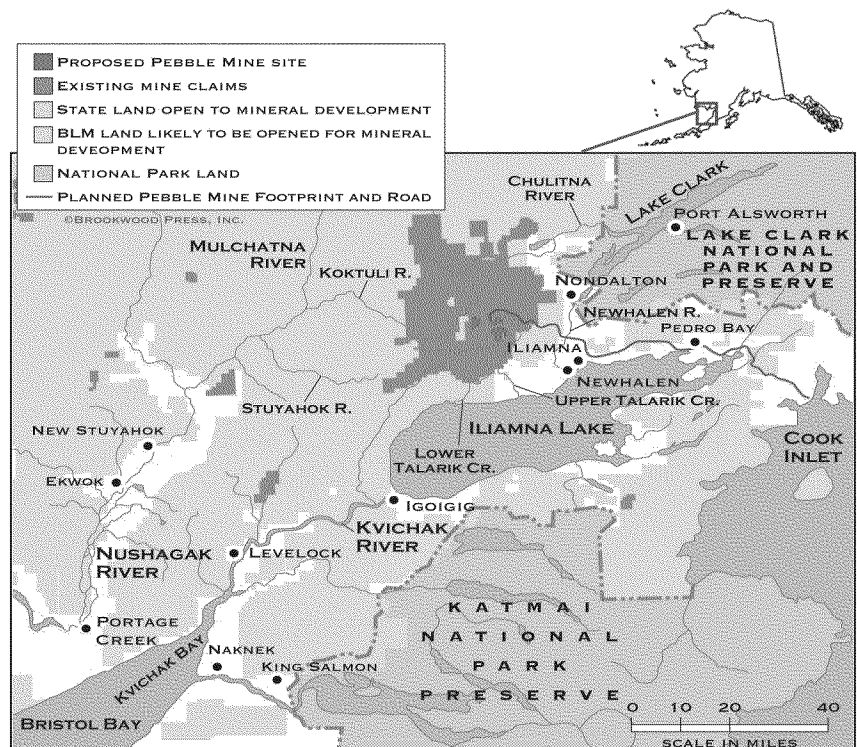 PROPOSED PEBBLE MINE SITE
EXISTING MINE CLAIMS
STATE LAND OPEN TO MINERAL DEVELOPMENT
BLM LAND LIKELY TO BE OPENED FOR MINERAL
DEVEOPMENT
NATIONAL PARK LAND
PLANNED PEBBLE MINE FOOTPRINT AND ROAD
©BROOKWOOD PRESS, INC.
CHULITNA
RIVER
LAKE CLARK
PORT ALSWORTH
LAKE CLARK
NATIONAL
PARK AND
PRESERVE
MULCHATNA
RIVER
KOKTULI R.
NONDALTON
NEWHALEN R.
PEDRO BAY
ILIAMNA
NEWHALEN
UPPER TALARIK CR.
STUYAHOK R.
ILIAMNA LAKE
NEW STUYAHOK
LOWER
TALARIK CR.
COOK
INLET
EKWOK
IGOIGIG
KVICHAK
RIVER
NUSHAGAK
RIVER
LEVELOCK
KATMAI
NATIONAL
PARK
PRESERVE
PORTAGE
CREEK
KVICHAK BAY
NAKNEK
KING SALMON
BRISTOL BAY
0 10 20 40
SCALE IN MILES